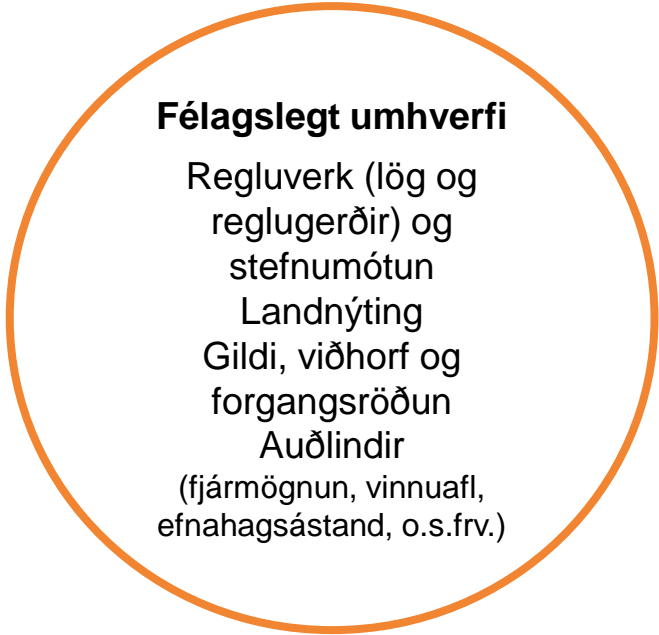 Félagslegt umhverfi
Regluverk (lög og
reglugerðir) og
stefnumótun
Landnýting
Gildi, viðhorf og
forgangsröðun
Auðlindir
(fjármögnun, vinnuafl,
efnahagsástand, o.s.frv.)